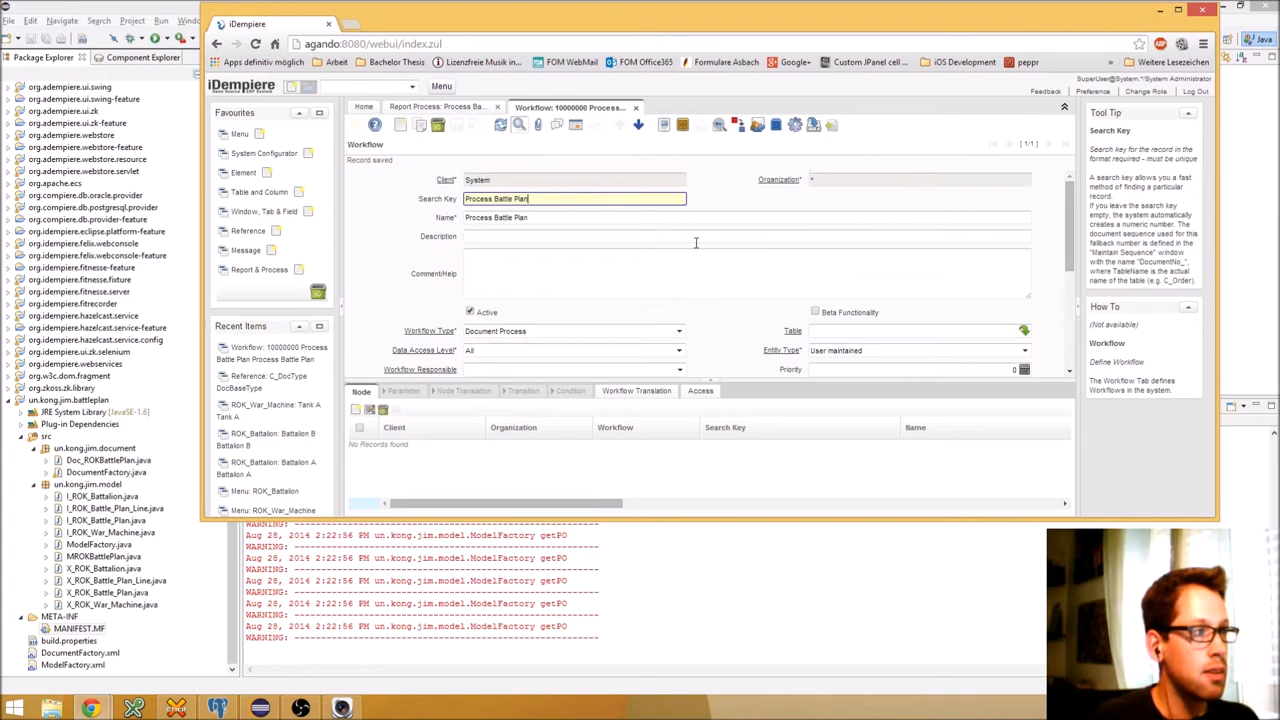 File Edit Navigate Search Project Run
iDempiere
agando:8080/webui/index.zul
Apps definitiv möglich Arbeit Bachelor Thesis Lizenzfreie Musik in... FOM WebMail FOM Office365 Formulare Asbach Google+ Custom JPanel cell ... iOS Development peppr » Weitere Lesezeichen
Java
Package Explorer Component Explorer
org.adempiere.ui.swing
org.adempiere.ui.swing-feature
org.adempiere.ui.zk
org.adempiere.ui.zk-feature
org.adempiere.webstore
org.adempiere.webstore-feature
org.adempiere.webstore.resource
org.adempiere.webstore.servlet
org.apache.ecs
org.compiere.db.oracle.provider
org.compiere.db.postgresql.provider
org.compiere.db.provider-feature
org.idempiere.eclipse.platform-feature
org.idempiere.felix.webconsole
org.idempiere.felix.webconsole-feature
org.idempiere.fitnesse-feature
org.idempiere.fitnesse.fixture
org.idempiere.fitnesse.server
org.idempiere.fitrecorder
org.idempiere.hazelcast.service
org.idempiere.hazelcast.service-feature
org.idempiere.hazelcast.service.config
org.idempiere.ui.zk.selenium
org.idempiere.webservices
org.w3c.dom.fragment
org.zkoss.zk.library
un.kong.jim.battleplan
JRE System Library [JavaSE-1.6]
Plug-in Dependencies
src
un.kong.jim.document
Doc_ROKBattlePlan.java
DocumentFactory.java
un.kong.jim.model
I_ROK_Battalion.java
I_ROK_Battle_Plan_Line.java
I_ROK_Battle_Plan.java
I_ROK_War_Machine.java
ModelFactory.java
MROKBattlePlan.java
X_ROK_Battalion.java
X_ROK_Battle_Plan_Line.java
X_ROK_Battle_Plan.java
X_ROK_War_Machine.java
META-INF
MANIFEST.MF
build.properties
DocumentFactory.xml
ModelFactory.xml
iDempiere
Menu
SuperUser@System.*/System Administrator
Feedback Preference Change Role Log Out
Favourites
Menu
System Configurator
Element
Table and Column
Window, Tab & Field
Reference
Message
Report & Process
Recent Items
Workflow: 10000000 Process
Battle Plan Process Battle Plan
Reference: C_DocType
DocBaseType
ROK_War_Machine: Tank A
Tank A
ROK_Battalion: Battalion B
Battalion B
ROK_Battalion: Battalion A
Battalion A
Menu: ROK_Battalion
Menu: ROK_War_Machine
Home Report Process: Process Ba... Workflow: 10000000 Process...
Workflow [1/1]
Record saved
Client* System Organization* *
Search Key Process Battle Plan
Name* Process Battle Plan
Description
Comment/Help
Active Beta Functionality
Workflow Type* Document Process Table
Data Access Level* All Entity Type* User maintained
Workflow Responsible Priority 0
Node Parameter Node Translation Transition Condition Workflow Translation Access
Client Organization Workflow Search Key Name
No Records found
Tool Tip
Search Key
Search key for the record in the
format required - must be unique
A search key allows you a fast
method of finding a particular
record.
If you leave the search key
empty, the system automatically
creates a numeric number. The
document sequence used for this
fallback number is defined in the
"Maintain Sequence" window
with the name "DocumentNo_",
where TableName is the actual
name of the table (e.g. C_Order).
How To
(Not available)
Workflow
Define Workflow
The Workflow Tab defines
Workflows in the system.
WARNING: ------------------------------------------------------
Aug 28, 2014 2:22:56 PM un.kong.jim.model.ModelFactory getPO
WARNING: ------------------------------------------------------
Aug 28, 2014 2:22:56 PM un.kong.jim.model.ModelFactory getPO
WARNING: ------------------------------------------------------
Aug 28, 2014 2:22:56 PM un.kong.jim.model.ModelFactory getPO
WARNING: ------------------------------------------------------
Aug 28, 2014 2:22:56 PM un.kong.jim.model.ModelFactory getPO
WARNING: ------------------------------------------------------
Aug 28, 2014 2:22:56 PM un.kong.jim.model.ModelFactory getPO
WARNING: ------------------------------------------------------